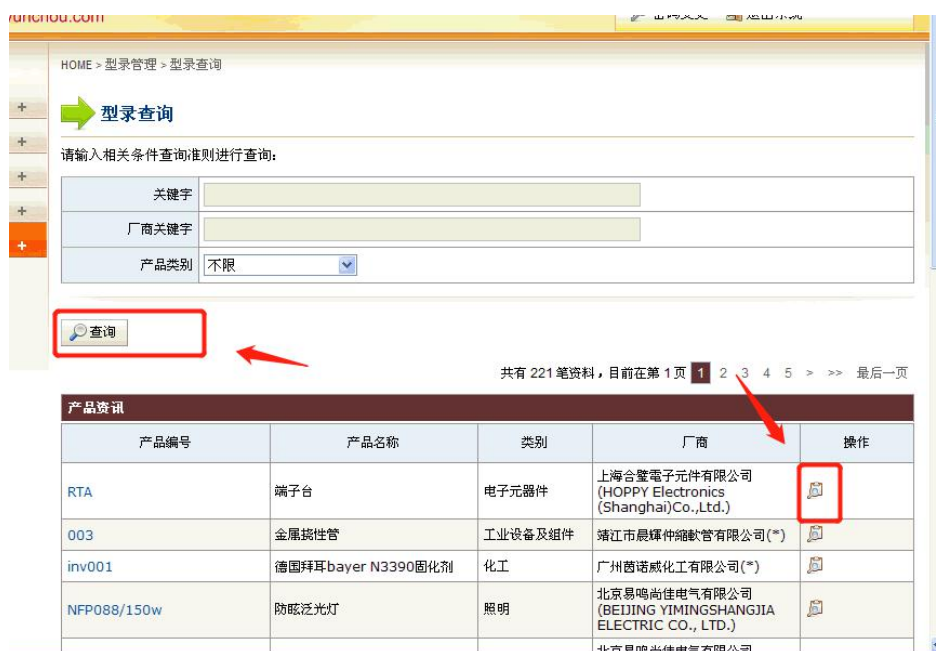 HOME > 型录管理 > 型录查询
型录查询
请输入相关条件查询准则进行查询:
关键字
厂商关键字
产品类别 不限
查询
共有 221 笔资料，目前在第 1 页 1 2 3 4 5 > >> 最后一页
产品资讯
产品编号 产品名称 类别 厂商 操作
RTA 端子台 电子元器件 上海合璧電子元件有限公司
(HOPPY Electronics
(Shanghai)Co.,Ltd.)
003 金属挠性管 工业设备及组件 靖江市晨輝伸縮軟管有限公司(*)
inv001 德国拜耳bayer N3390固化剂 化工 广州茵诺威化工有限公司(*)
NFP088/150w 防眩泛光灯 照明 北京易鸣尚佳电气有限公司
(BEIJING YIMINGSHANGJIA
ELECTRIC CO., LTD.)